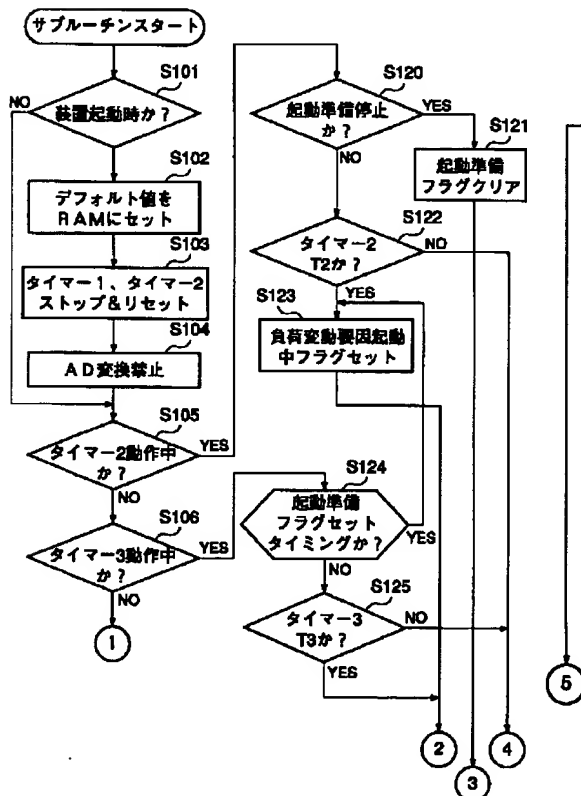 サブルーチンスタート
S101
NO
装置起動時か？
S102
デフォルト値を
RAMにセット
S103
タイマー1、タイマー2
ストップ＆リセット
S104
AD変換禁止
S105
タイマー2動作中
か？
YES
NO
S106
タイマー3動作中
か？
YES
NO
1
S120
起動準備停止
か？
YES
NO
S121
起動準備
フラグクリア
S122
タイマー2
T2か？
NO
YES
S123
負荷変動要因起動
中フラグセット
S124
起動準備
フラグセット
タイミングか？
YES
NO
S125
タイマー3
T3か？
NO
YES
2
4
3
5